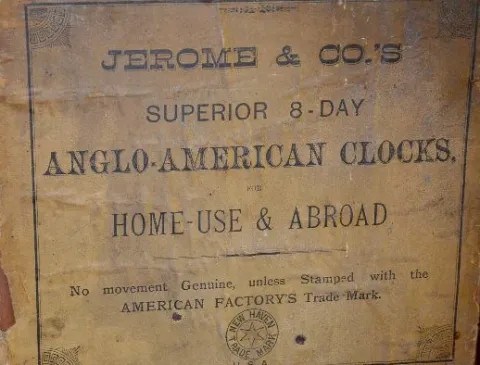 JEROME & CO.'S
SUPERIOR 8-DAY
ANGLO-AMERICAN CLOCKS,
FOR
HOME-USE & ABROAD
No movement Genuine, unless Stamped with the
AMERICAN FACTORY'S Trade-Mark.
NEW HAVEN
TRADE MARK
U.S.A.